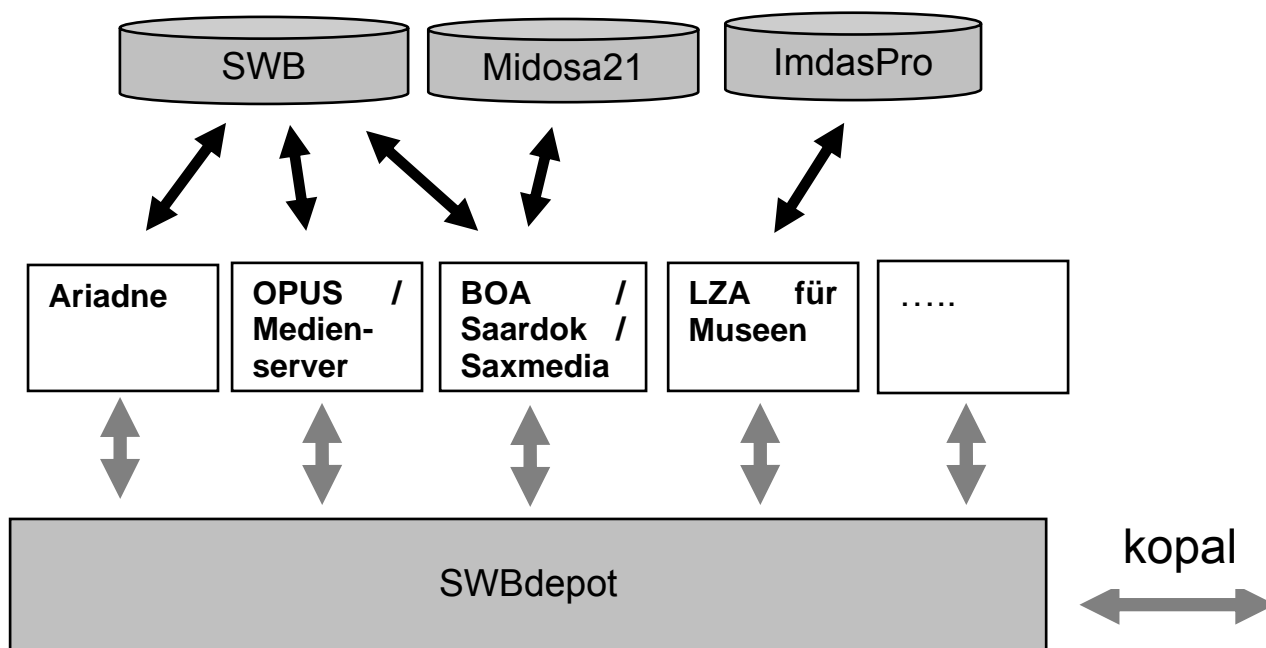 SWB
Midosa21
ImdasPro
Ariadne
OPUS /
Medien-
server
BOA /
Saardok /
Saxmedia
LZA für
Museen
.....
kopal
SWBdepot